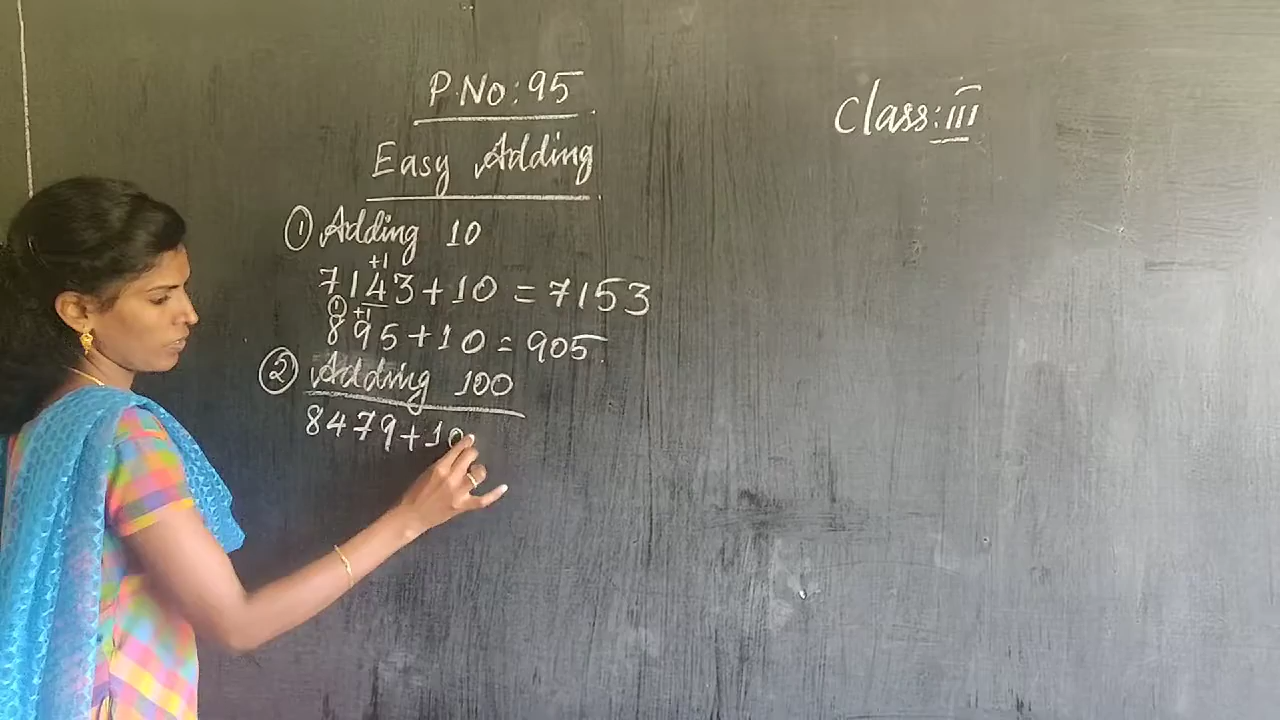 P.No: 95
Class: III
Easy Adding
① Adding 10
+1
7143 + 10 = 7153
① +1
895 + 10 = 905.
② Adding 100
8479 + 10